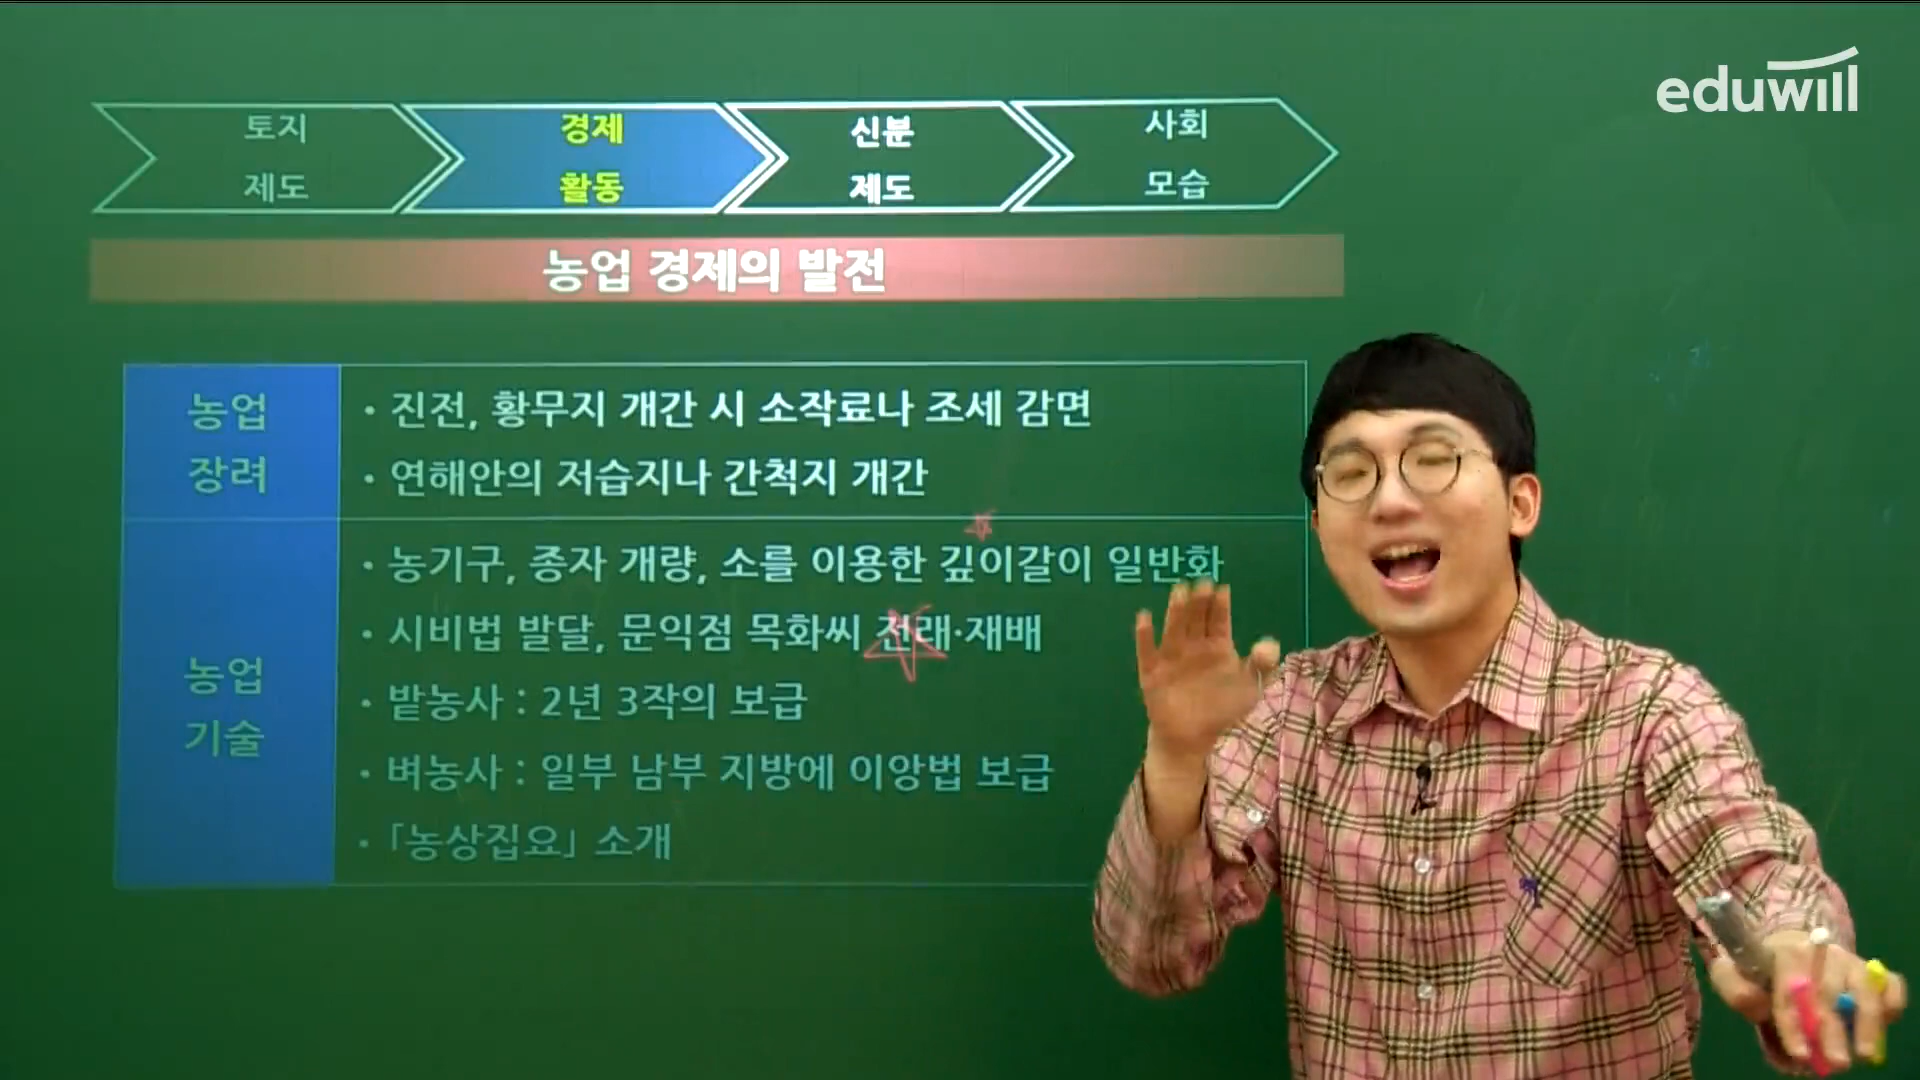 eduwill
토지
제도
경제
활동
신분
제도
사회
모습
농업 경제의 발전
농업
장려
• 진전, 황무지 개간 시 소작료나 조세 감면
• 연해안의 저습지나 간척지 개간
농업
기술
• 농기구, 종자 개량, 소를 이용한 깊이갈이 일반화
• 시비법 발달, 문익점 목화씨 전래·재배
• 밭농사 : 2년 3작의 보급
• 벼농사 : 일부 남부 지방에 이앙법 보급
• 「농상집요」 소개